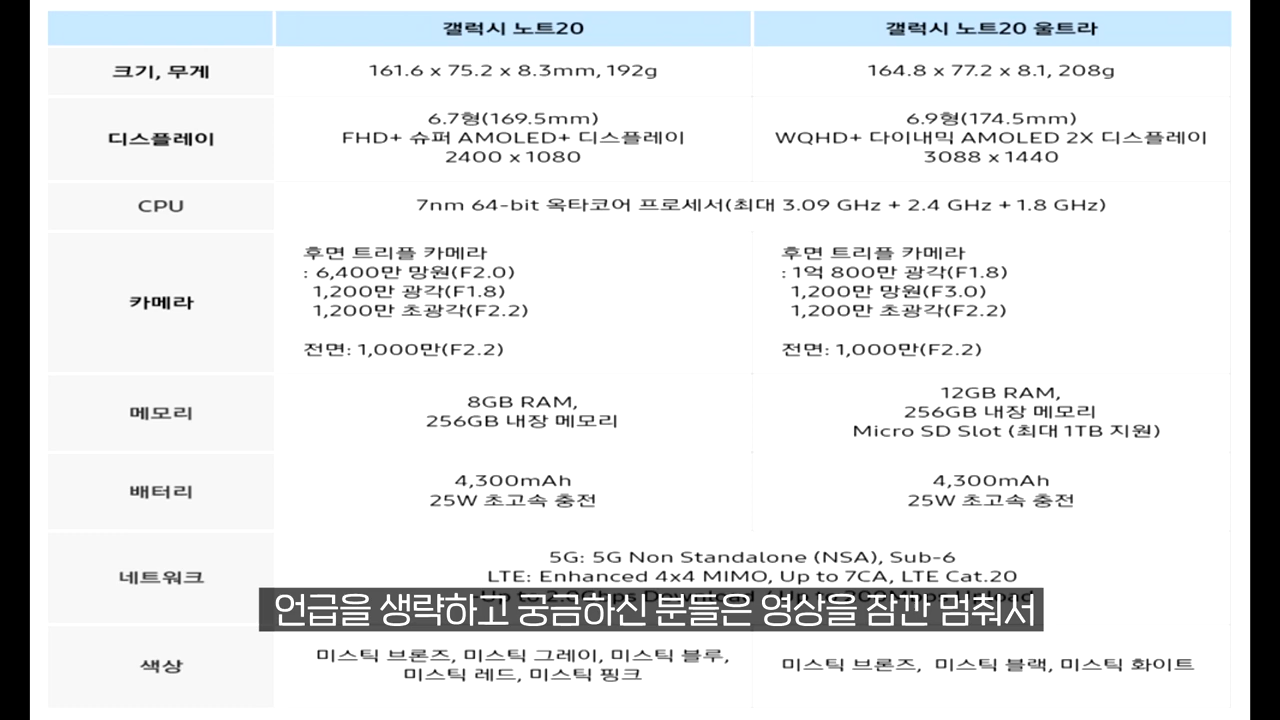 갤럭시 노트20 갤럭시 노트20 울트라
크기, 무게 161.6 x 75.2 x 8.3mm, 192g 164.8 x 77.2 x 8.1, 208g
디스플레이
6.7형(169.5mm)
FHD+ 슈퍼 AMOLED+ 디스플레이
2400 x 1080
6.9형(174.5mm)
WQHD+ 다이내믹 AMOLED 2X 디스플레이
3088 x 1440
CPU 7nm 64-bit 옥타코어 프로세서(최대 3.09 GHz + 2.4 GHz + 1.8 GHz)
카메라
후면 트리플 카메라
: 6,400만 망원(F2.0)
1,200만 광각(F1.8)
1,200만 초광각(F2.2)
전면: 1,000만(F2.2)
후면 트리플 카메라
: 1억 800만 광각(F1.8)
1,200만 망원(F3.0)
1,200만 초광각(F2.2)
전면: 1,000만(F2.2)
메모리
8GB RAM,
256GB 내장 메모리
12GB RAM,
256GB 내장 메모리
Micro SD Slot (최대 1TB 지원)
배터리
4,300mAh
25W 초고속 충전
4,300mAh
25W 초고속 충전
네트워크
5G: 5G Non Standalone (NSA), Sub-6
LTE: Enhanced 4x4 MIMO, Up to 7CA, LTE Cat.20
언급을 생략하고 궁금하신 분들은 영상을 잠깐 멈춰서
색상
미스틱 브론즈, 미스틱 그레이, 미스틱 블루,
미스틱 레드, 미스틱 핑크
미스틱 브론즈, 미스틱 블랙, 미스틱 화이트